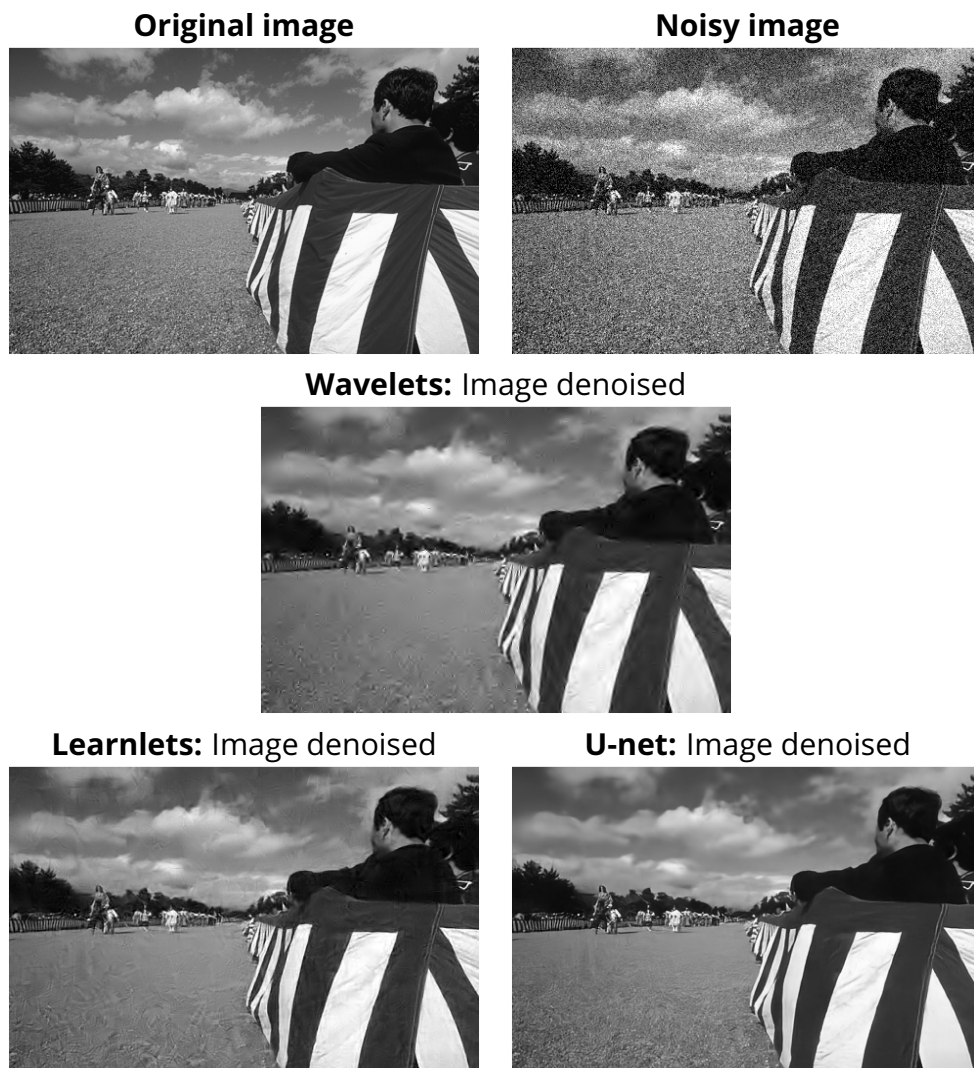 Original image
Noisy image
Wavelets: Image denoised
Learnlets: Image denoised
U-net: Image denoised